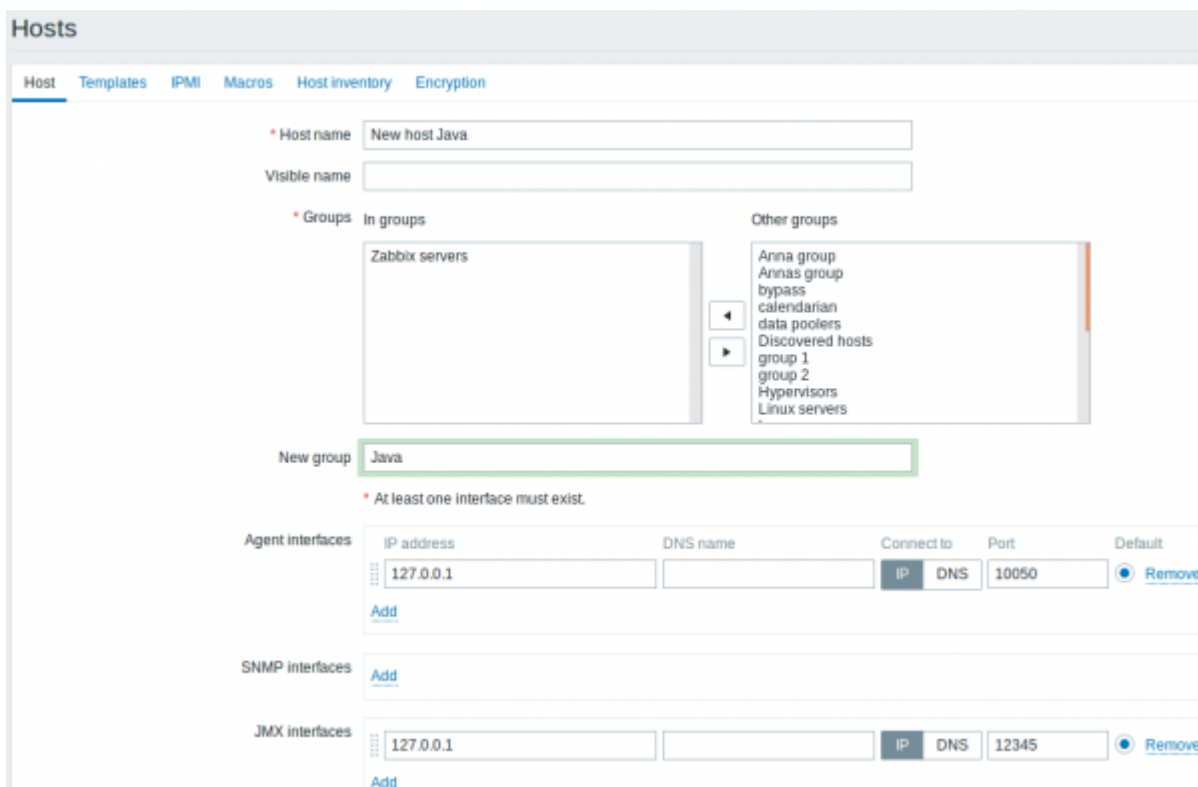 Hosts
Host Templates IPMI Macros Host inventory Encryption
* Host name New host Java
Visible name
* Groups In groups Other groups
Zabbix servers
Anna group
Annas group
bypass
calendarian
data poolers
Discovered hosts
group 1
group 2
Hypervisors
Linux servers
New group Java
* At least one interface must exist.
Agent interfaces IP address DNS name Connect to Port Default
127.0.0.1 IP DNS 10050 Remove
Add
SNMP interfaces Add
JMX interfaces 127.0.0.1 IP DNS 12345 Remove
Add